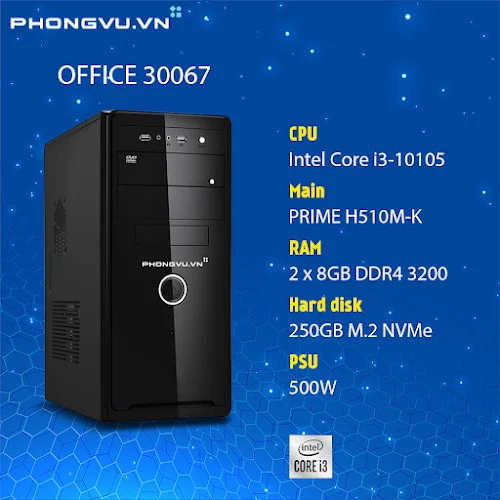 PHONGVU.VN
OFFICE 30067
CPU
Intel Core i3-10105
Main
PRIME H510M-K
RAM
2 x 8GB DDR4 3200
Hard disk
250GB M.2 NVMe
PSU
500W
PHONGVU.VN
intel
CORE i3